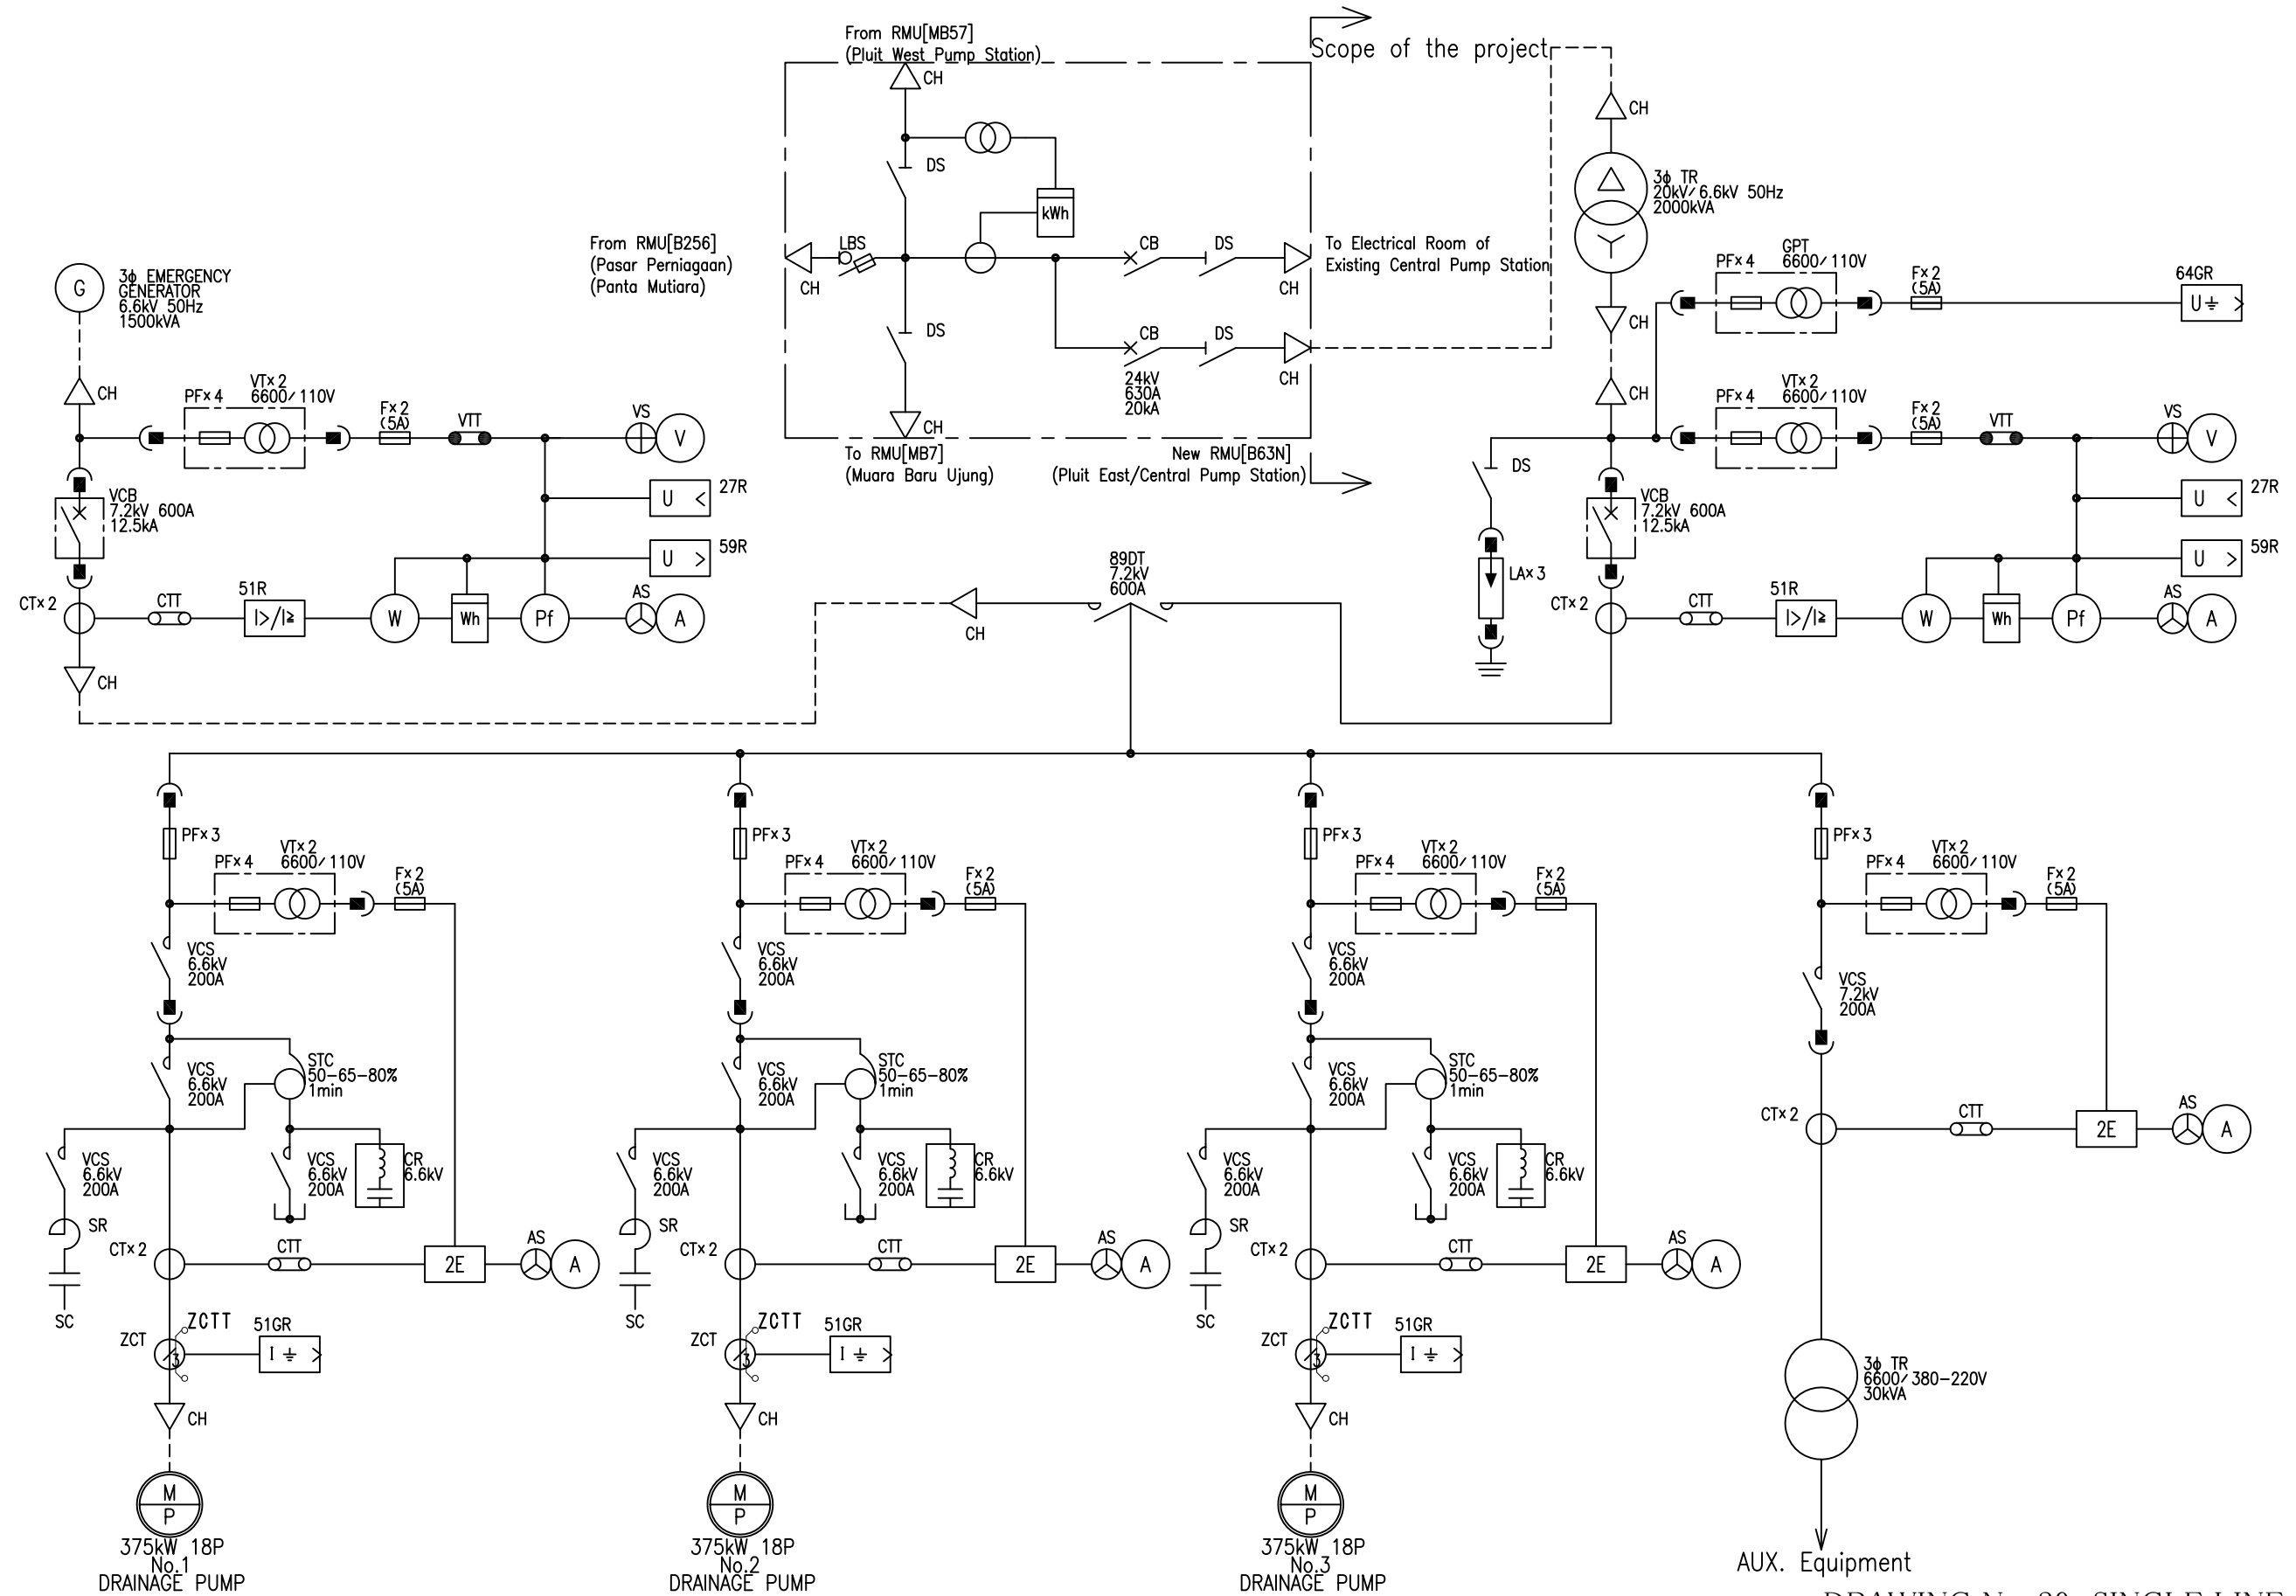 From RMU[MB57]
(Pluit West Pump Station)
CH
Scope of the project
CH
DS
3ϕ TR
20kV/6.6kV 50Hz
2000kVA
kWh
From RMU[B256]
(Pasar Perniagaan)
(Panta Mutiara)
LBS
CH
CB
DS
CH
To Electrical Room of
Existing Central Pump Station
GPT
PF×4 6600/110V
F×2
(5A)
64GR
U >
G
3ϕ EMERGENCY
GENERATOR
6.6kV 50Hz
1500kVA
DS
CB
DS
CH
24kV
630A
20kA
CH
CH
CH
CH
To RMU[MB7]
(Muara Baru Ujung)
New RMU[B63N]
(Pluit East/Central Pump Station)
PF×4
VT×2
6600/110V
F×2
(5A)
VTT
VS
V
27R
U <
59R
U >
VCB
7.2kV 600A
12.5kA
CT×2
CTT
51R
I>/I≥
W
Wh
Pf
AS
A
CH
89DT
7.2kV
600A
CH
DS
LA×3
PF×4
VT×2
6600/110V
F×2
(5A)
VTT
VS
V
27R
U <
59R
U >
VCB
7.2kV 600A
12.5kA
CT×2
CTT
51R
I>/I≥
W
Wh
Pf
AS
A
PF×3
PF×4
VT×2
6600/110V
F×2
(5A)
VCS
6.6kV
200A
VCS
6.6kV
200A
STC
50-65-80%
1min
VCS
6.6kV
200A
VCS
6.6kV
200A
CR
6.6kV
SR
SC
CT×2
CTT
2E
AS
A
ZCT
3
ZCTT
51GR
I >
CH
M
P
375kW 18P
No.1
DRAINAGE PUMP
PF×3
PF×4
VT×2
6600/110V
F×2
(5A)
VCS
6.6kV
200A
VCS
6.6kV
200A
STC
50-65-80%
1min
VCS
6.6kV
200A
VCS
6.6kV
200A
CR
6.6kV
SR
SC
CT×2
CTT
2E
AS
A
ZCT
3
ZCTT
51GR
I >
CH
M
P
375kW 18P
No.2
DRAINAGE PUMP
PF×3
PF×4
VT×2
6600/110V
F×2
(5A)
VCS
6.6kV
200A
VCS
6.6kV
200A
STC
50-65-80%
1min
VCS
6.6kV
200A
VCS
6.6kV
200A
CR
6.6kV
SR
SC
CT×2
CTT
2E
AS
A
ZCT
3
ZCTT
51GR
I >
CH
M
P
375kW 18P
No.3
DRAINAGE PUMP
PF×3
PF×4
VT×2
6600/110V
F×2
(5A)
VCS
7.2kV
200A
CT×2
CTT
2E
AS
A
3ϕ TR
6600/380-220V
30kVA
AUX. Equipment